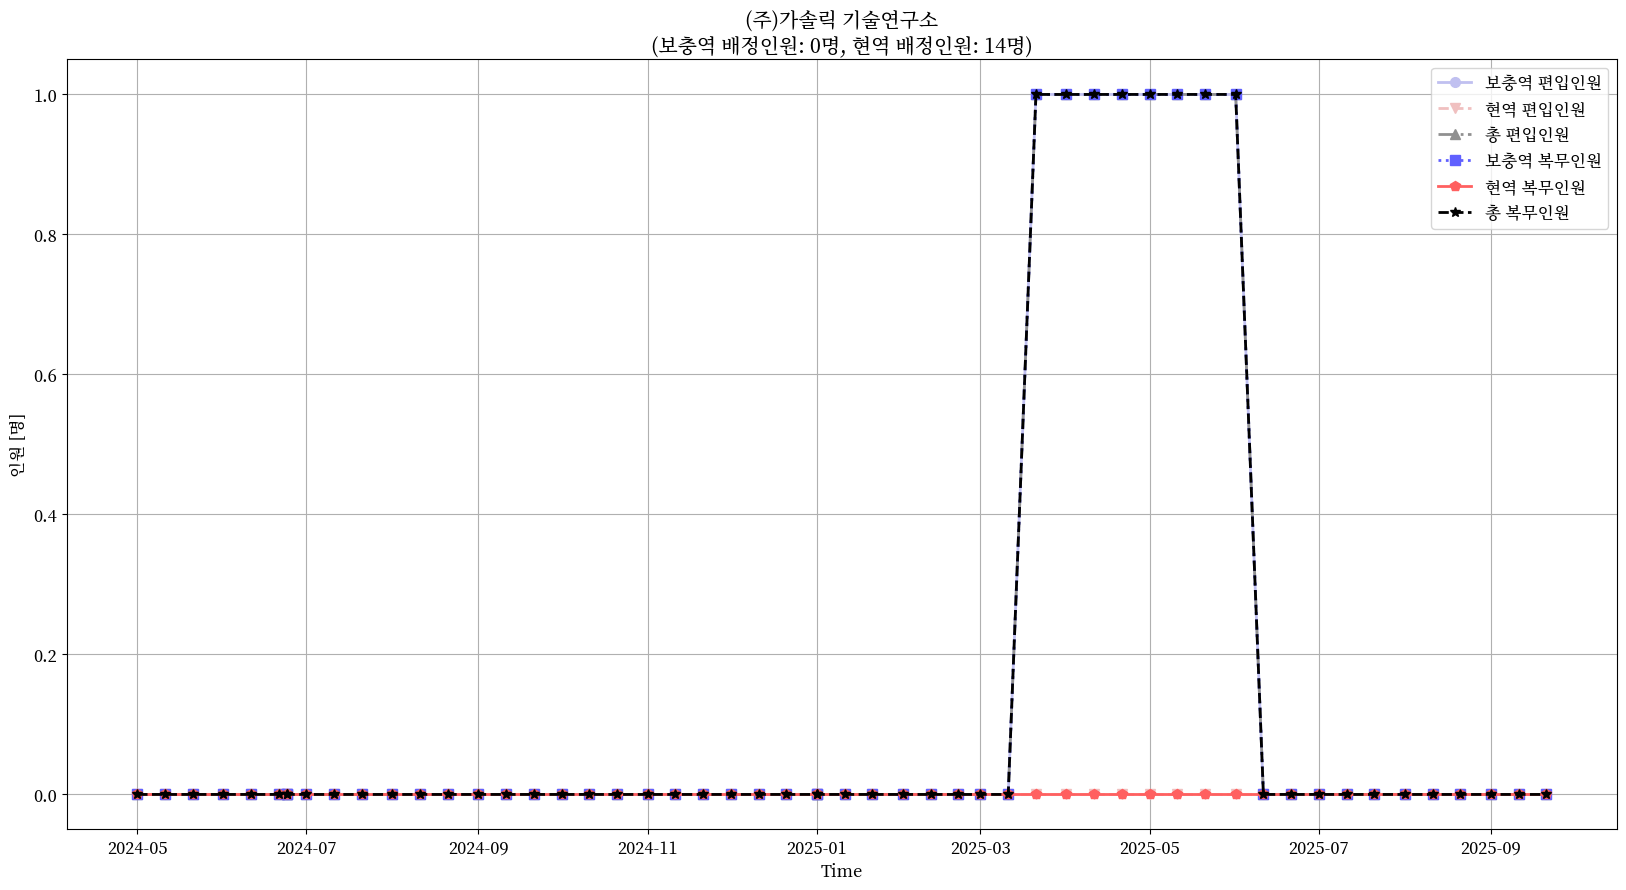 (주)가솔릭 기술연구소
(보충역 배정인원: 0명, 현역 배정인원: 14명)
보충역 편입인원
현역 편입인원
총 편입인원
보충역 복무인원
현역 복무인원
총 복무인원
인원 [명]
1.0
0.8
0.6
0.4
0.2
0.0
2024-05 2024-07 2024-09 2024-11 2025-01 2025-03 2025-05 2025-07 2025-09
Time